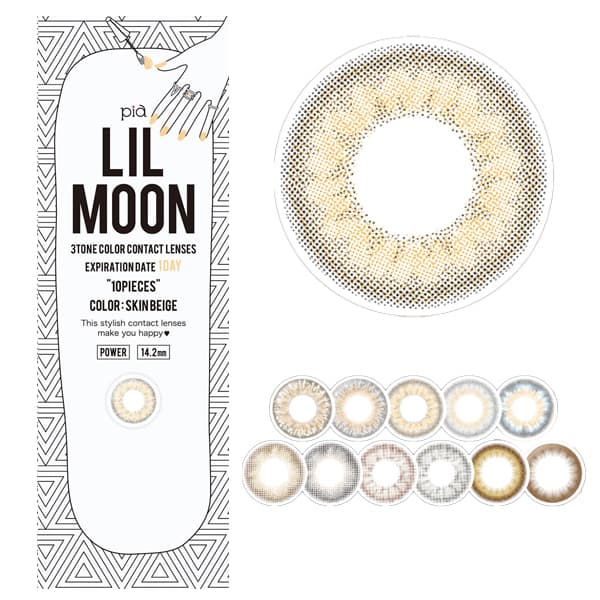 pià
LIL
MOON
3TONE COLOR CONTACT LENSES
EXPIRATION DATE 1DAY
"10PIECES"
COLOR : SKIN BEIGE
This stylish contact lenses
make you happy♥
POWER 14.2mm